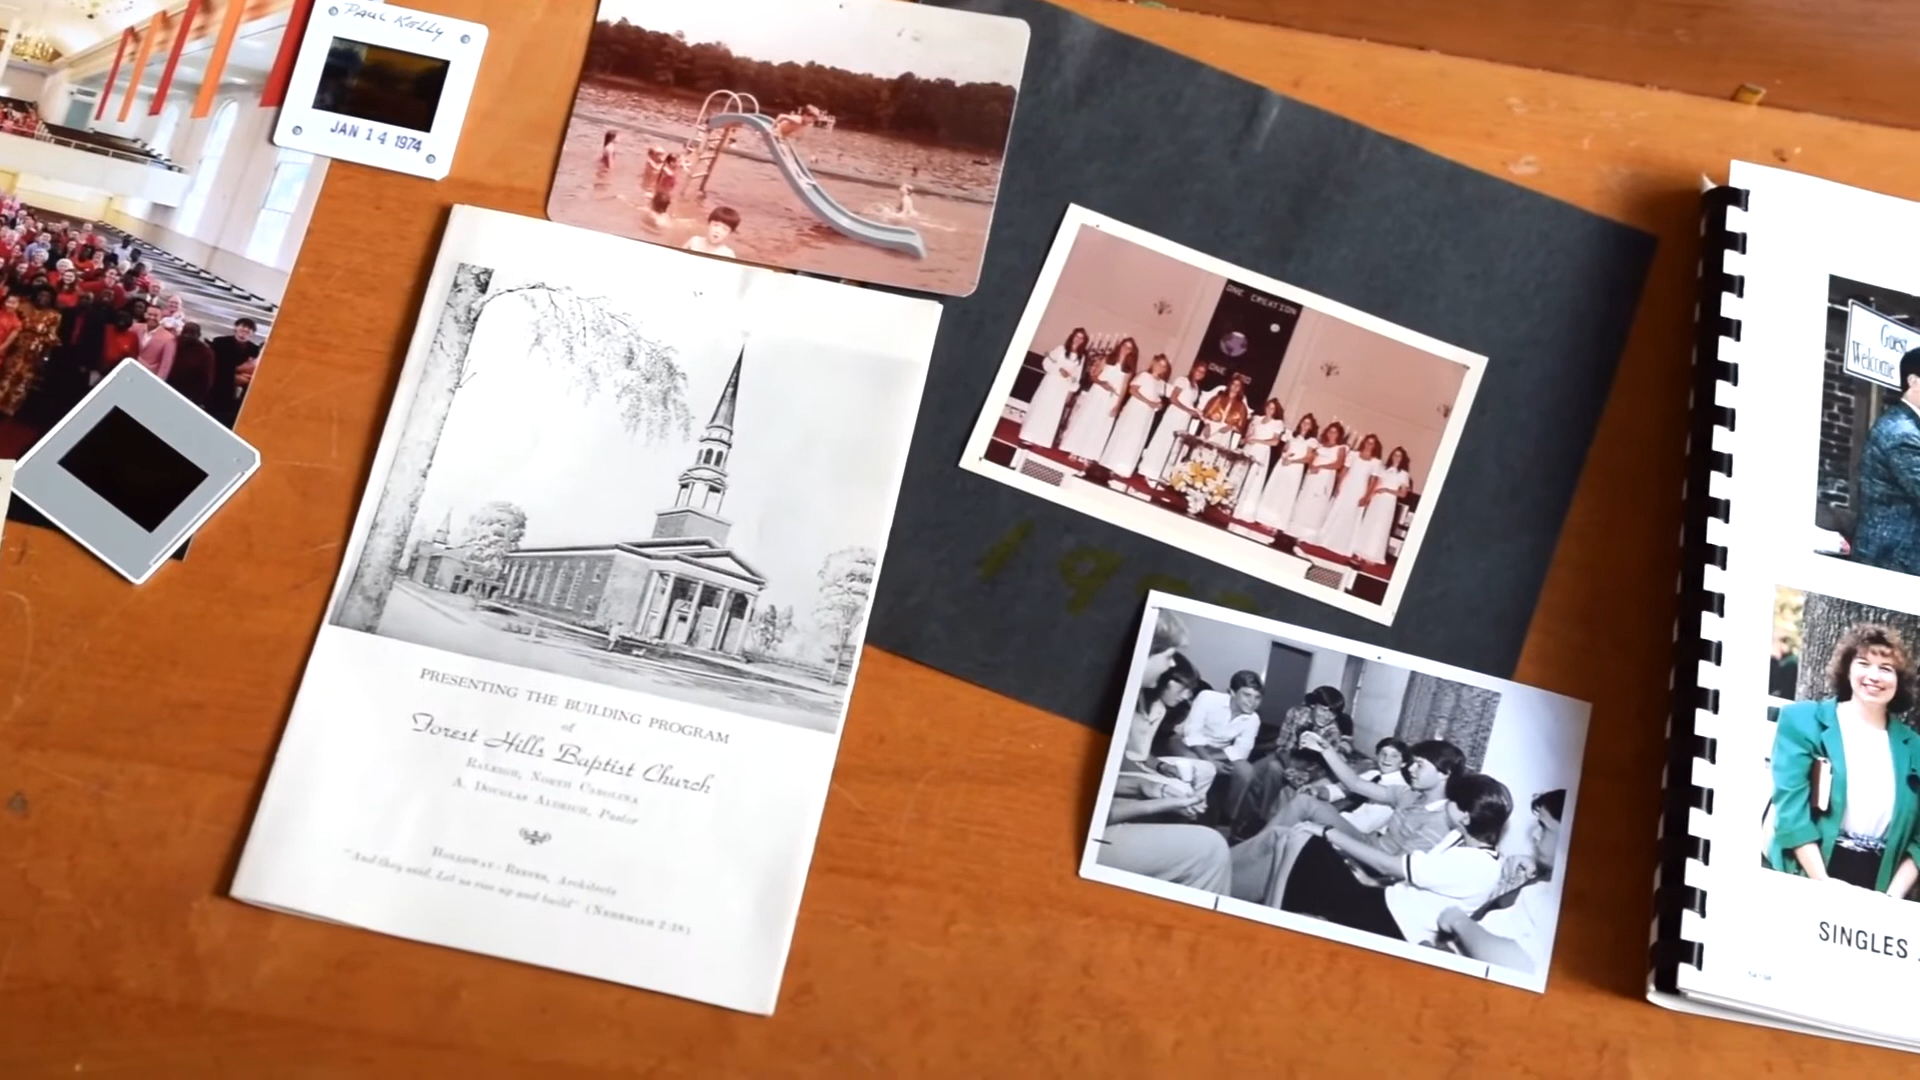 PAUL KELLY
JAN 14 1974
PRESENTING THE BUILDING PROGRAM
of
Forest Hills Baptist Church
RALEIGH, NORTH CAROLINA
A. DOUGLAS ALDRICH, Pastor
HOLLOWAY-REEVES, Architects
"And they said, Let us rise up and build" (NEHEMIAH 2:18)
ONE CREATION
ONE
19
Guest
Welcome
SINGLES